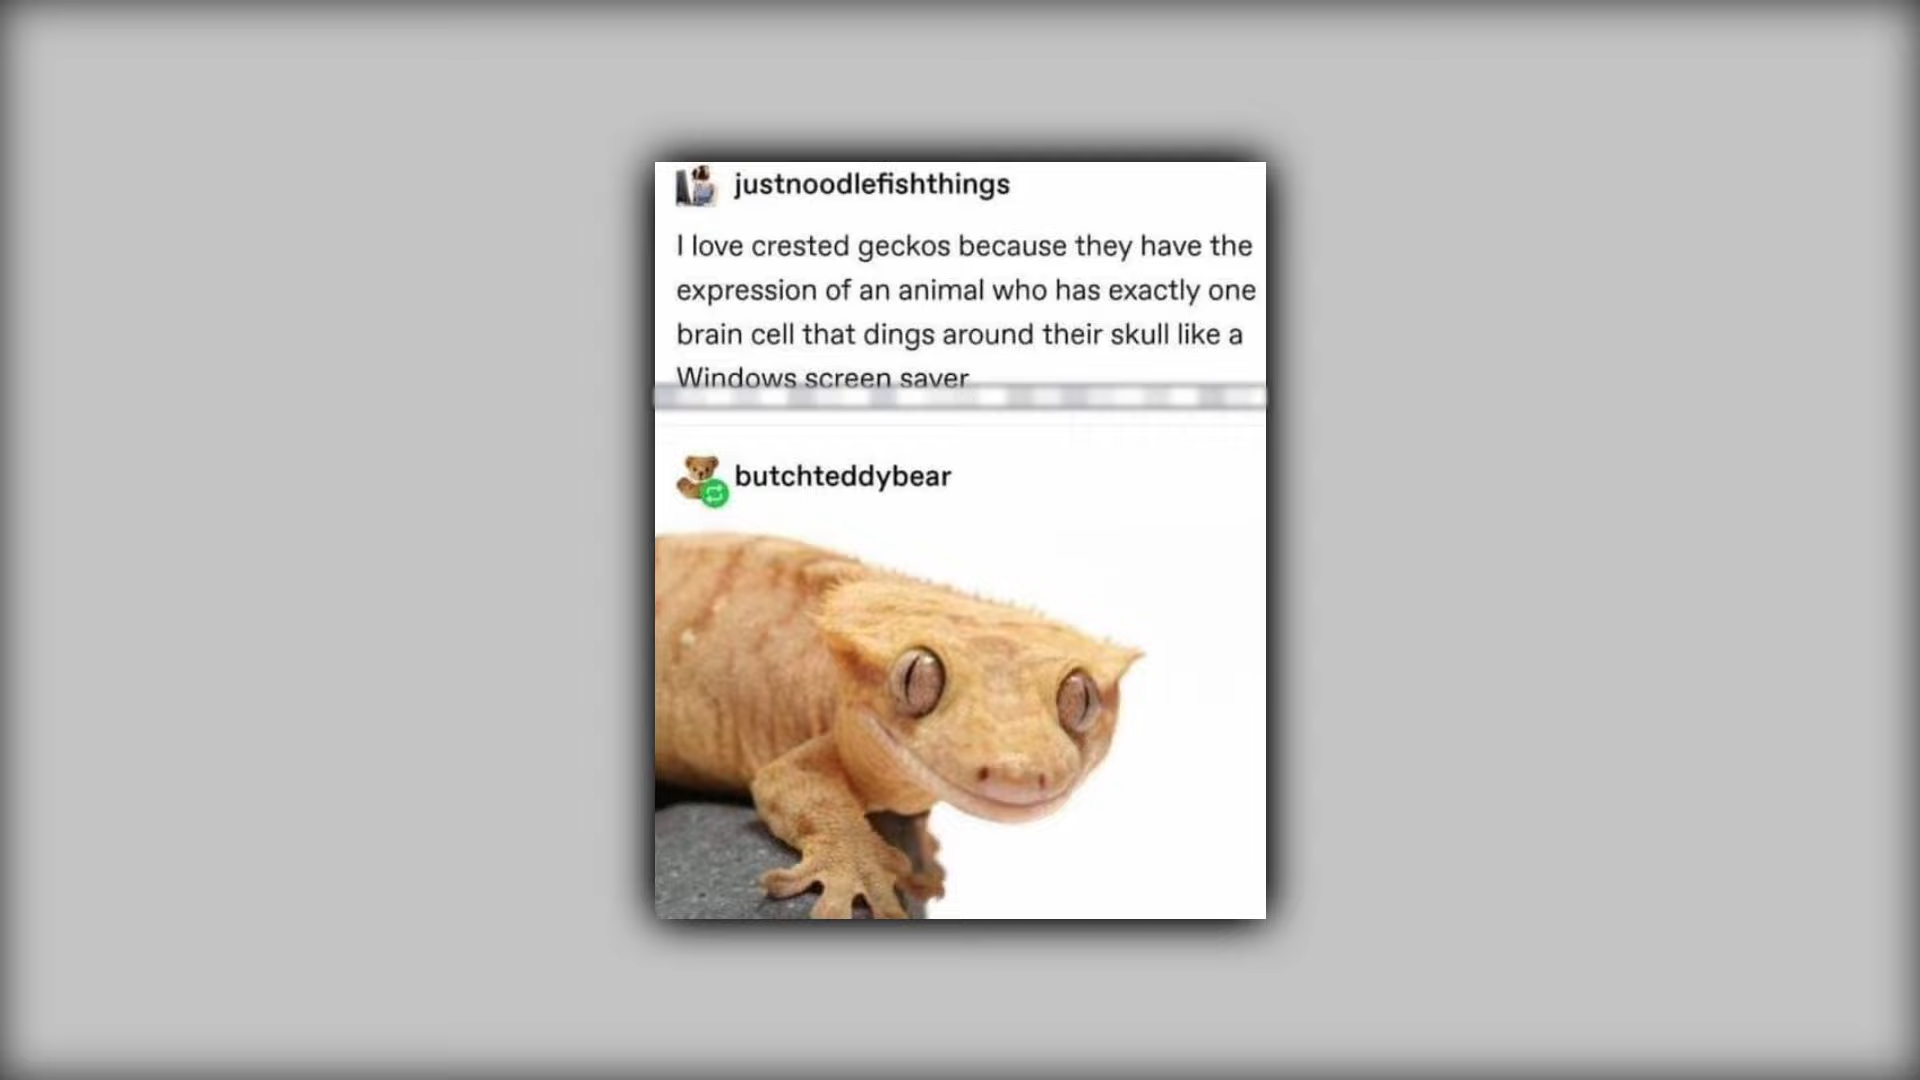 justnoodlefishthings
I love crested geckos because they have the
expression of an animal who has exactly one
brain cell that dings around their skull like a
Windows screen saver
butchteddybear